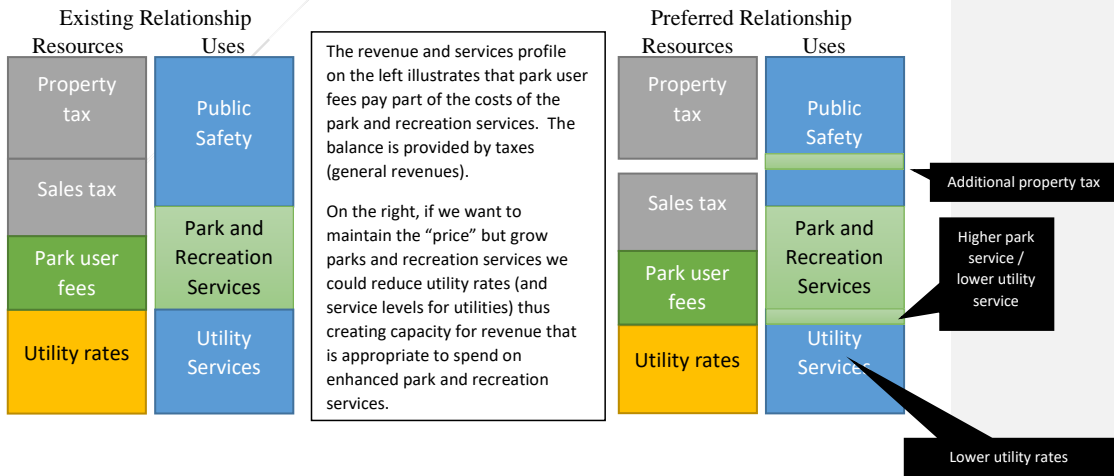 Existing Relationship
Resources
Uses
Property
tax
Sales tax
Park user
fees
Utility rates
Public
Safety
Park and
Recreation
Services
Utility
Services
The revenue and services profile
on the left illustrates that park user
fees pay part of the costs of the
park and recreation services. The
balance is provided by taxes
(general revenues).
On the right, if we want to
maintain the “price” but grow
parks and recreation services we
could reduce utility rates (and
service levels for utilities) thus
creating capacity for revenue that
is appropriate to spend on
enhanced park and recreation
services.
Preferred Relationship
Resources
Uses
Property
tax
Sales tax
Park user
fees
Utility rates
Public
Safety
Park and
Recreation
Services
Utility
Services
Additional property tax
Higher park
service /
lower utility
service
Lower utility rates